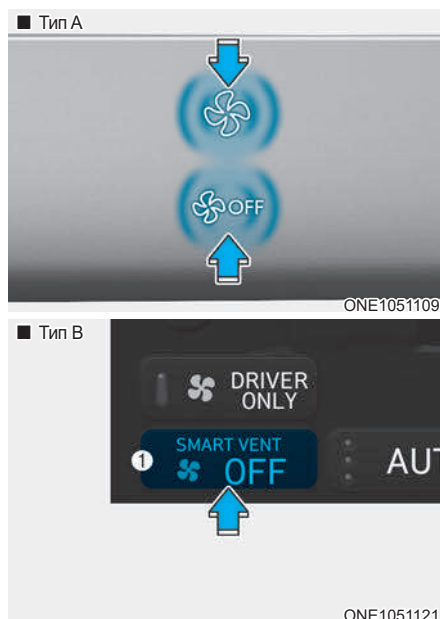 ■ Тип A
OFF
ONE1051109
■ Тип B
DRIVER
ONLY
SMART VENT
1 OFF
AUT
ONE1051121